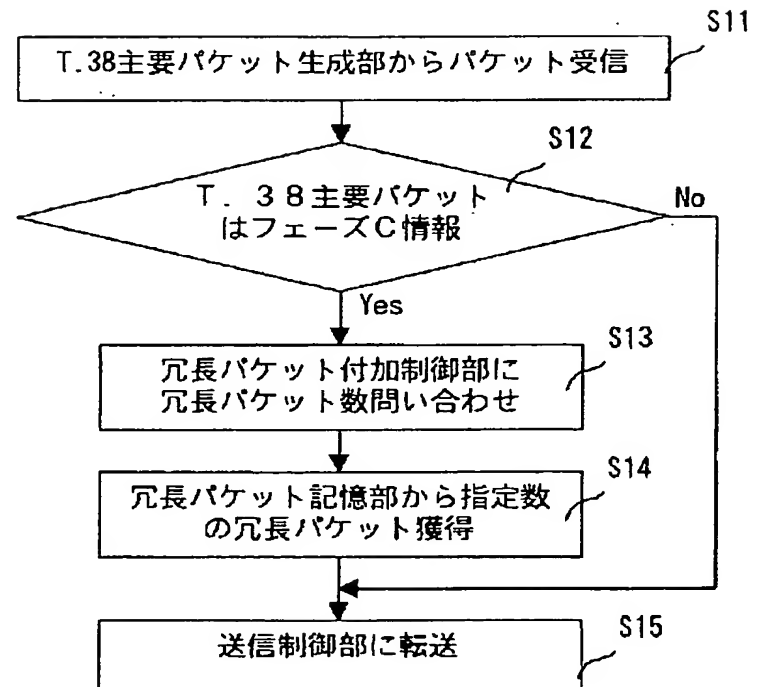 S11
T.38主要パケット生成部からパケット受信
S12
T．３８主要パケット
はフェーズC情報
No
Yes
S13
冗長パケット付加制御部に
冗長パケット数問い合わせ
S14
冗長パケット記憶部から指定数
の冗長パケット獲得
S15
送信制御部に転送